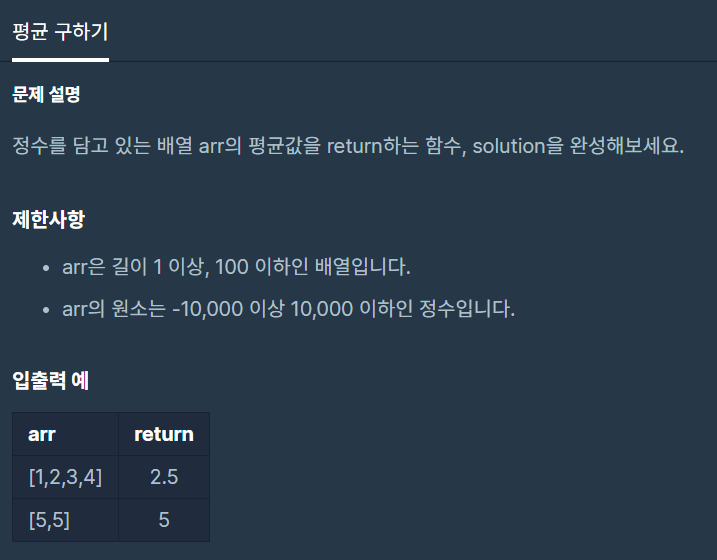 평균 구하기
문제 설명
정수를 담고 있는 배열 arr의 평균값을 return하는 함수, solution을 완성해보세요.
제한사항
• arr은 길이 1 이상, 100 이하인 배열입니다.
• arr의 원소는 -10,000 이상 10,000 이하인 정수입니다.
입출력 예
arr return
[1,2,3,4] 2.5
[5,5] 5